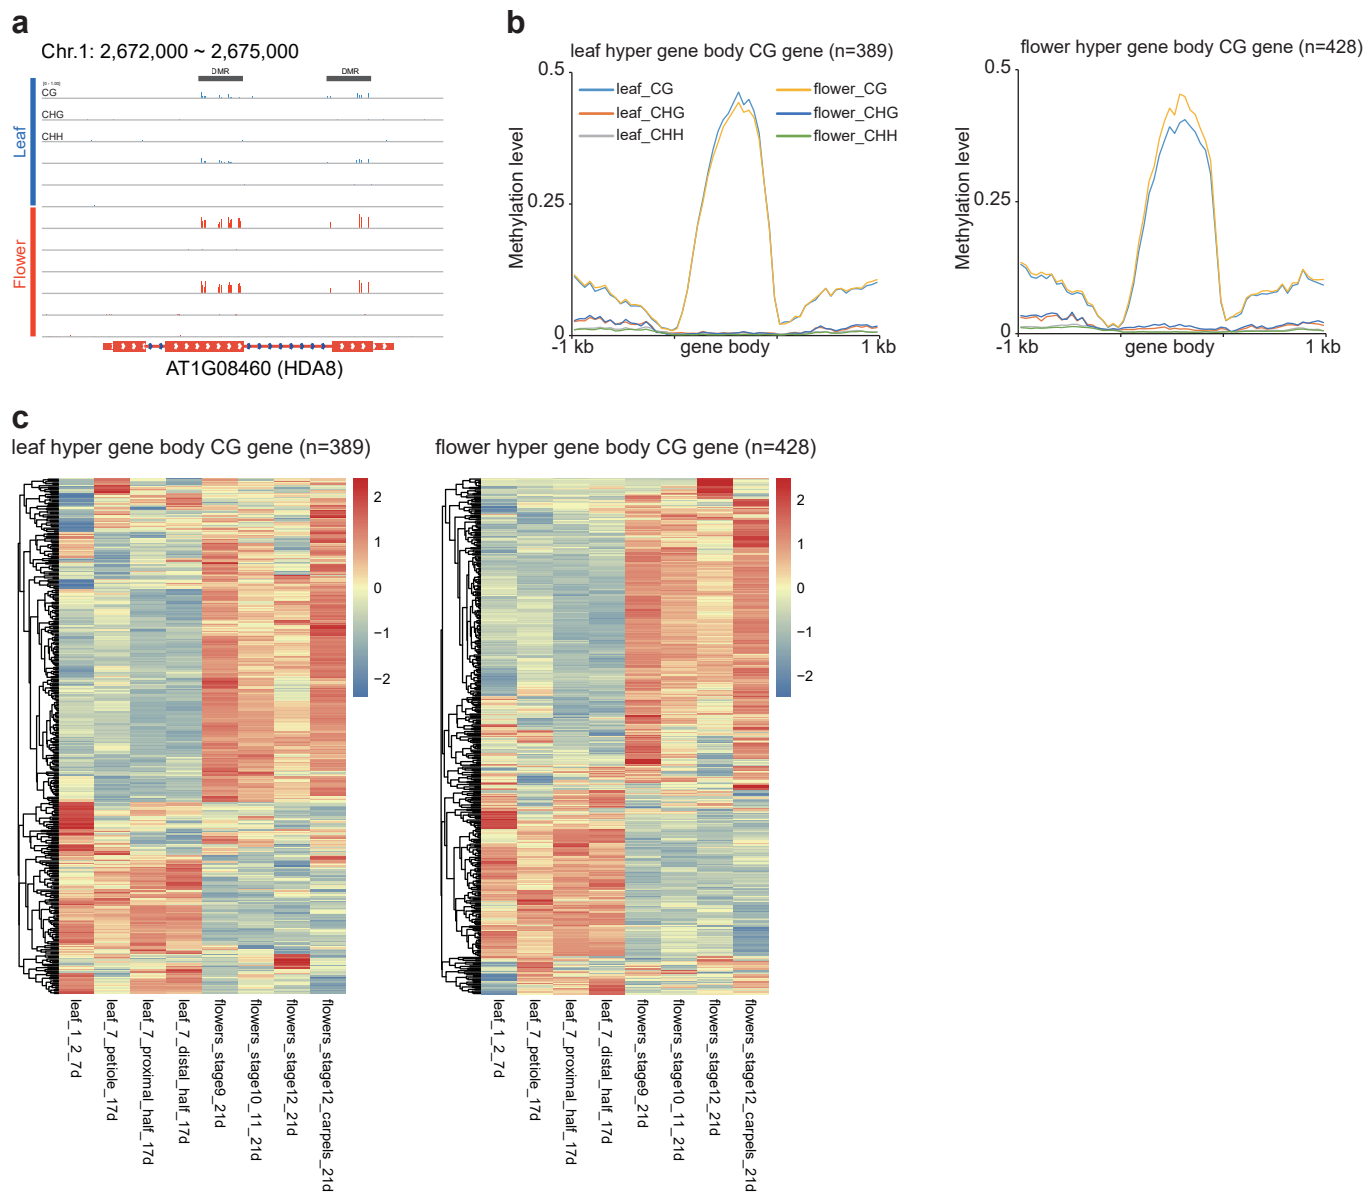 a
Chr.1: 2,672,000 ~ 2,675,000
DMR
DMR
[0 - 1.00]
CG
CHG
CHH
Leaf
Flower
AT1G08460 (HDA8)
b
leaf hyper gene body CG gene (n=389)
0.5
0.25
0
Methylation level
leaf_CG
leaf_CHG
leaf_CHH
flower_CG
flower_CHG
flower_CHH
-1 kb
gene body
1 kb
flower hyper gene body CG gene (n=428)
0.5
0.25
0
Methylation level
-1 kb
gene body
1 kb
c
leaf hyper gene body CG gene (n=389)
2
1
0
−1
−2
leaf_1_2_7d
leaf_7_petiole_17d
leaf_7_proximal_half_17d
leaf_7_distal_half_17d
flowers_stage9_21d
flowers_stage10_11_21d
flowers_stage12_21d
flowers_stage12_carpels_21d
flower hyper gene body CG gene (n=428)
2
1
0
−1
−2
leaf_1_2_7d
leaf_7_petiole_17d
leaf_7_proximal_half_17d
leaf_7_distal_half_17d
flowers_stage9_21d
flowers_stage10_11_21d
flowers_stage12_21d
flowers_stage12_carpels_21d